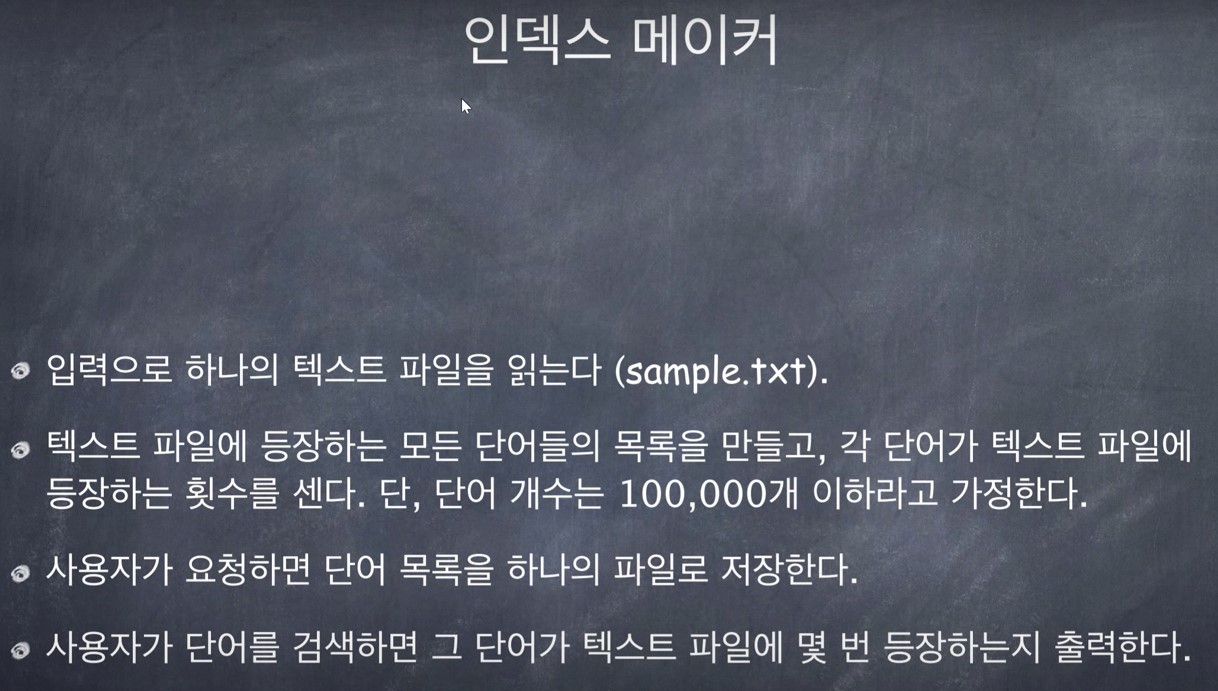 인덱스 메이커
입력으로 하나의 텍스트 파일을 읽는다 (sample.txt).
텍스트 파일에 등장하는 모든 단어들의 목록을 만들고, 각 단어가 텍스트 파일에
등장하는 횟수를 센다. 단, 단어 개수는 100,000개 이하라고 가정한다.
사용자가 요청하면 단어 목록을 하나의 파일로 저장한다.
사용자가 단어를 검색하면 그 단어가 텍스트 파일에 몇 번 등장하는지 출력한다.